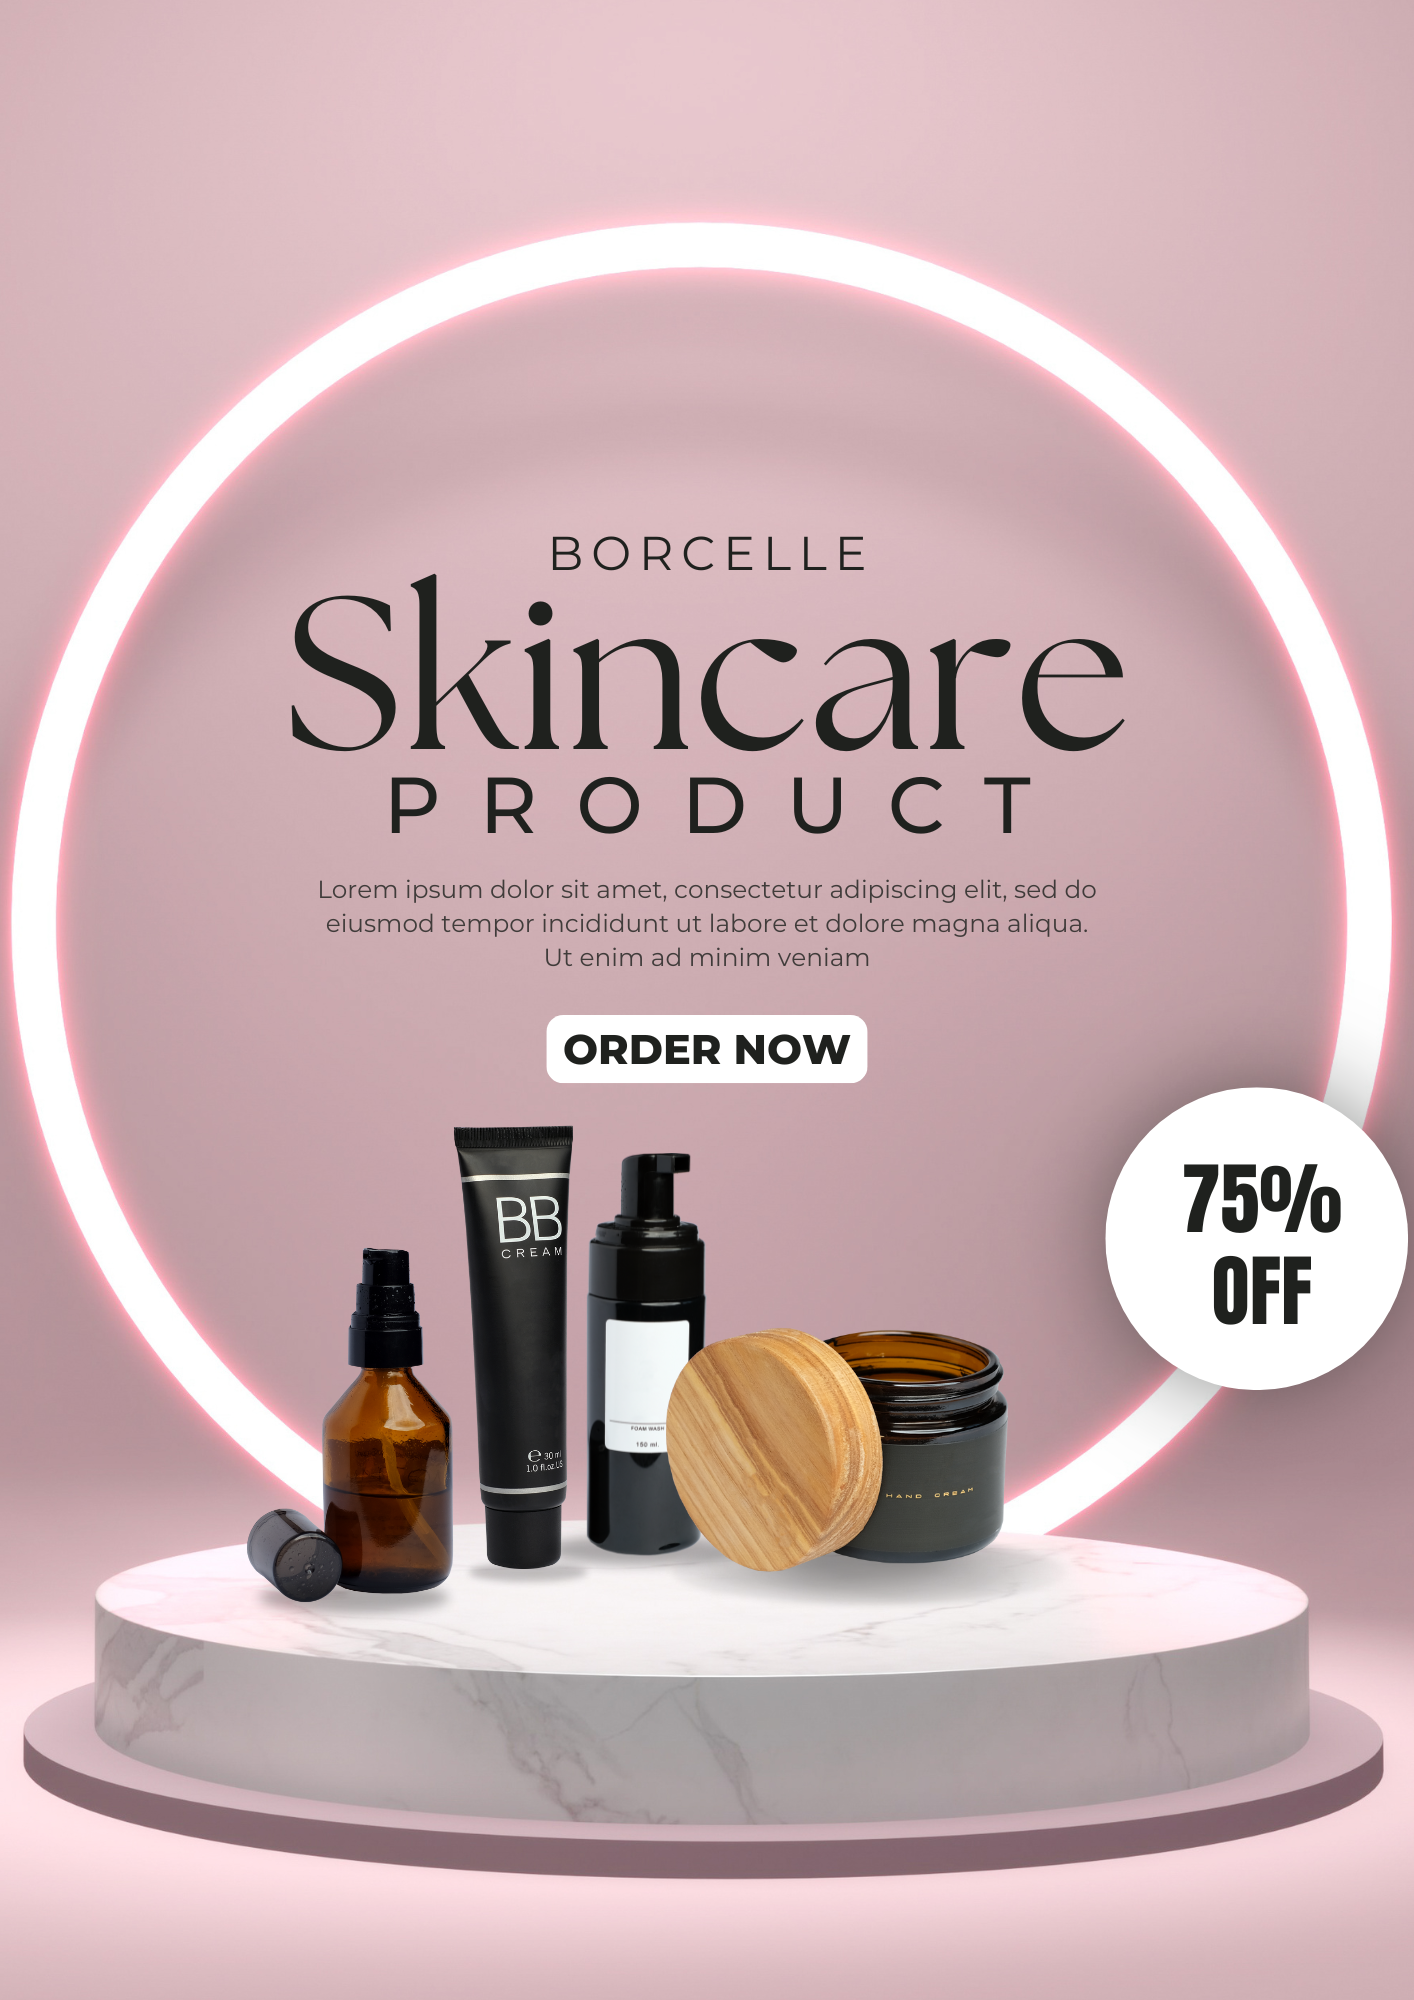 BORCELLE
Skincare
PRODUCT
Lorem ipsum dolor sit amet, consectetur adipiscing elit, sed do
eiusmod tempor incididunt ut labore et dolore magna aliqua.
Ut enim ad minim veniam
ORDER NOW
75%
OFF
BB
CREAM
℮ 30 ml
1.0 fl.oz.US
FOAM WASH
150 ml.
HAND CREAM